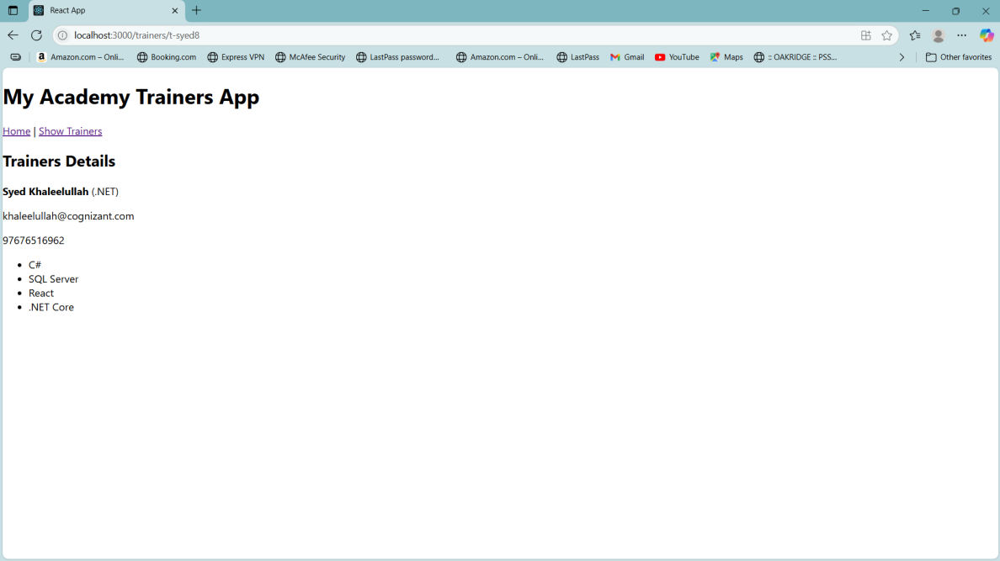 React App
localhost:3000/trainers/t-syed8
Amazon.com – Onli... Booking.com Express VPN McAfee Security LastPass password... Amazon.com – Onli... LastPass Gmail YouTube Maps :: OAKRIDGE :: PSS... Other favorites
My Academy Trainers App
Home | Show Trainers
Trainers Details
Syed Khaleelullah (.NET)
khaleelullah@cognizant.com
97676516962
C#
SQL Server
React
.NET Core